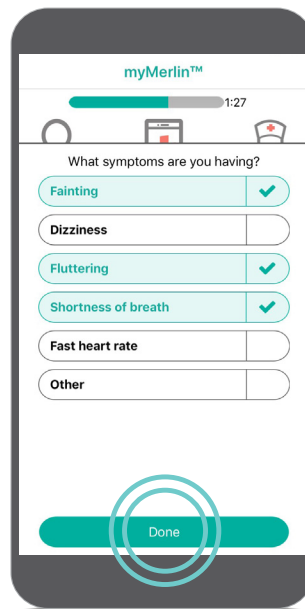 myMerlin™
1:27
What symptoms are you having?
Fainting
Dizziness
Fluttering
Shortness of breath
Fast heart rate
Other
Done